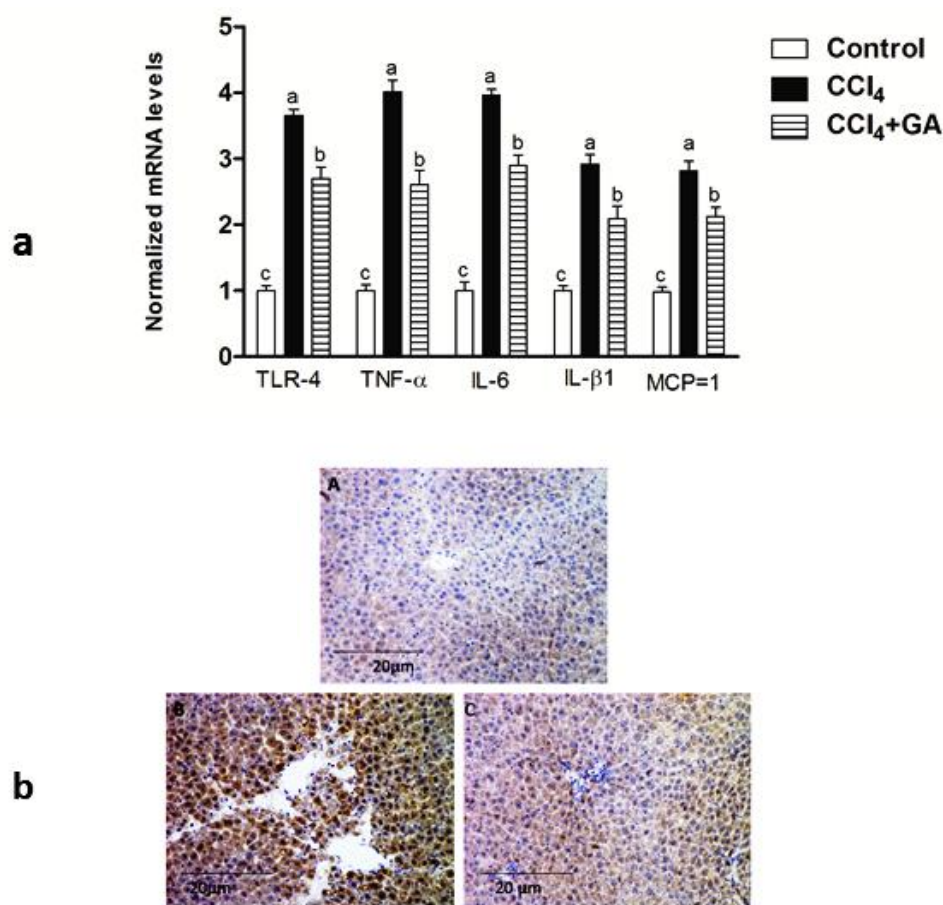 5
4
3
2
1
0
Normalized mRNA levels
a a a a a
b b b b b
c c c c c
TLR-4 TNF-α IL-6 IL-β1 MCP=1
Control
CCl₄
CCl₄+GA
a
A
20μm
b
B
20μm
C
20 μm